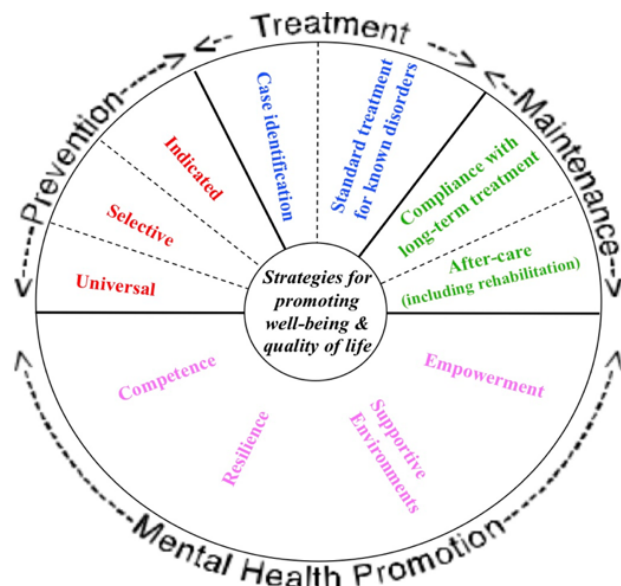 Treatment
Prevention
Maintenance
Case identification
Standard treatment
for known disorders
Indicated
Selective
Universal
Compliance with
long-term treatment
After-care
(including rehabilitation)
Strategies for
promoting
well-being &
quality of life
Competence
Resilience
Supportive
Environments
Empowerment
Mental Health Promotion